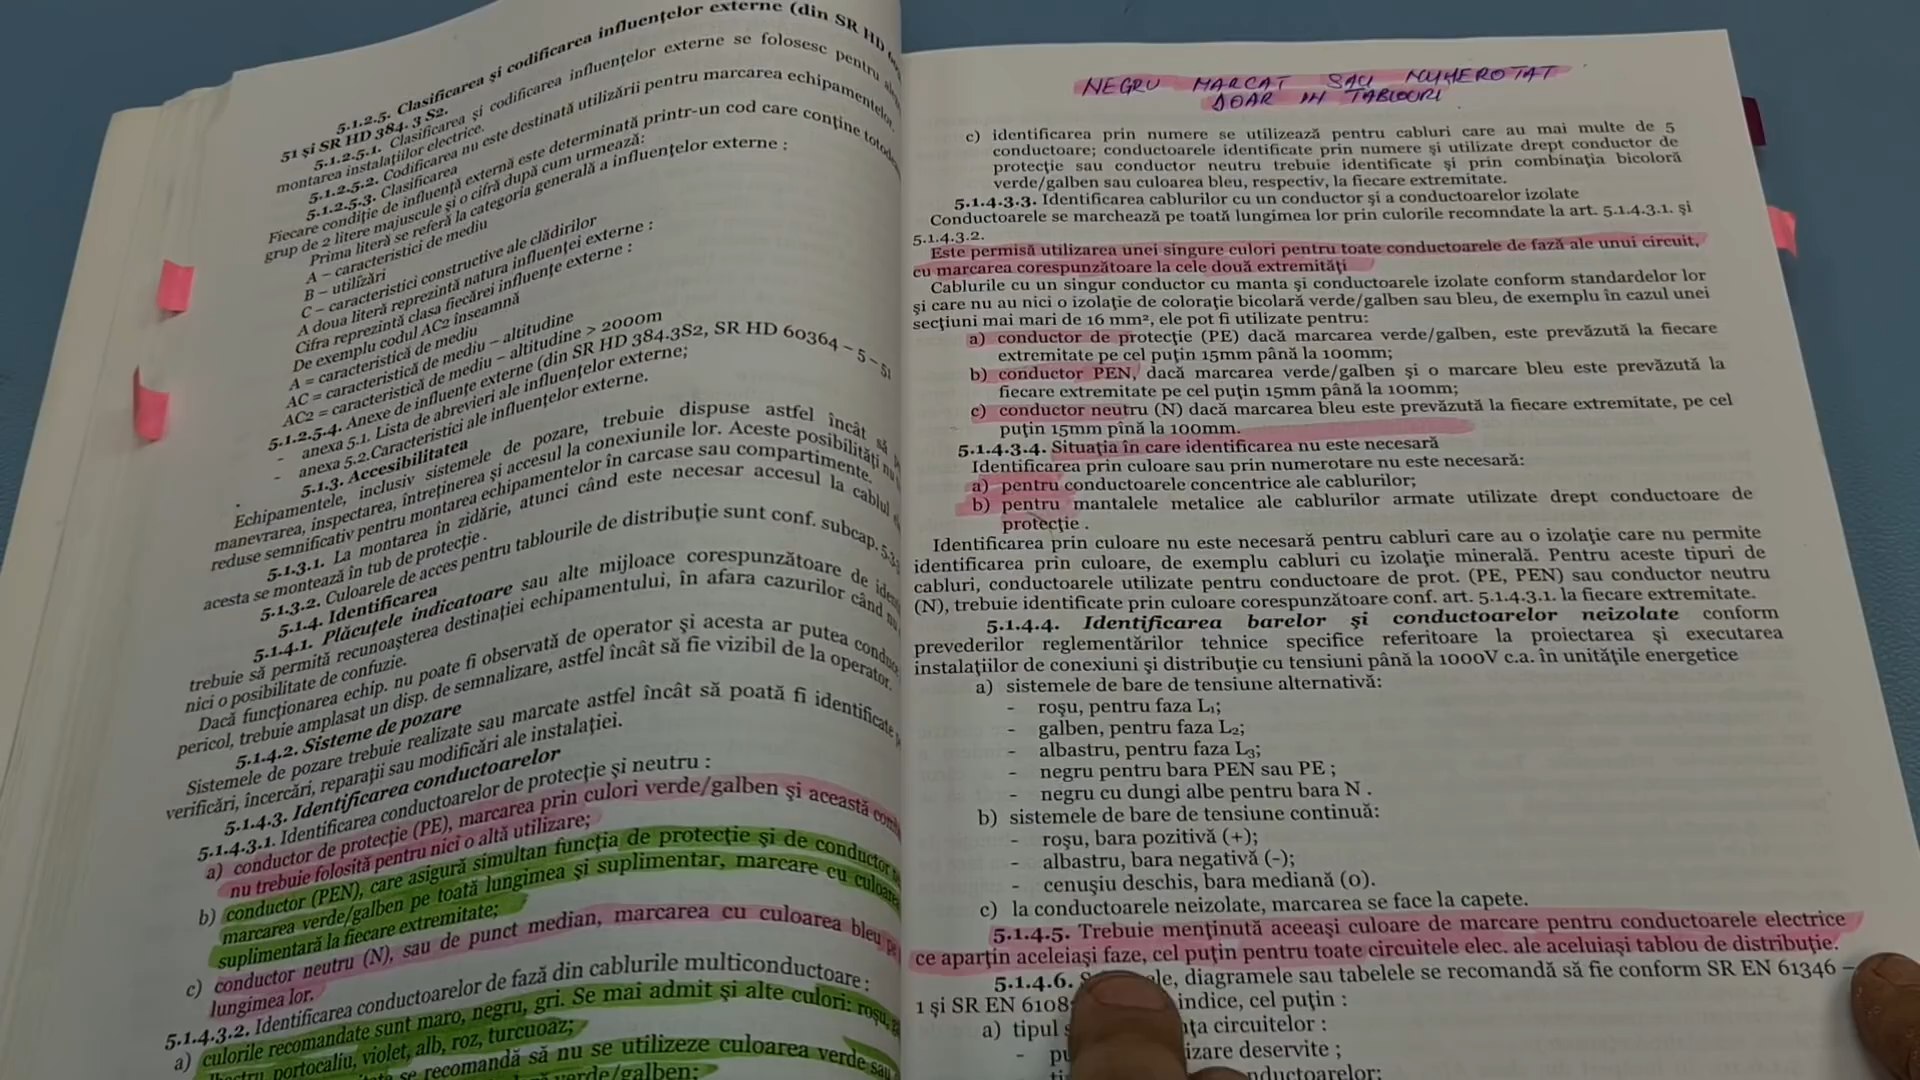 5.1.2.5. Clasificarea şi codificarea influenţelor externe (din SR HD
51 şi SR HD 384. 3 S2.
5.1.2.5.1. Clasificarea şi codificarea influenţelor externe se folosesc pentru
montarea instalaţiilor electrice.
5.1.2.5.2. Codificarea nu este destinată utilizării pentru marcarea echipamentelor.
5.1.2.5.3. Clasificarea
Fiecare condiţie de influenţă externă este determinată printr-un cod care conţine
grup de 2 litere majuscule şi o cifră după cum urmează:
Prima literă se referă la categoria generală a influenţelor externe :
A – caracteristici de mediu
B – utilizări
C – caracteristici constructive ale clădirilor
A doua literă reprezintă natura influenţei externe :
Cifra reprezintă clasa fiecărei influenţe externe :
De exemplu codul AC2 înseamnă
A = caracteristică de mediu
AC = caracteristică de mediu – altitudine
AC2 = caracteristică de mediu – altitudine > 2000m
5.1.2.5.4. Anexe de influenţe externe (din SR HD 384.3S2, SR HD 60364 – 5 – 51
- anexa 5.1. Lista de abrevieri ale influenţelor externe;
- anexa 5.2.Caracteristici ale influenţelor externe.
5.1.3. Accesibilitatea
Echipamentele, inclusiv sistemele de pozare, trebuie dispuse astfel încât să
manevrarea, inspectarea, întreţinerea şi accesul la conexiunile lor. Aceste posibilităţi nu
reduse semnificativ pentru montarea echipamentelor în carcase sau compartimente.
5.1.3.1. La montarea în zidărie, atunci când este necesar accesul la cablul
acesta se montează în tub de protecţie .
5.1.3.2. Culoarele de acces pentru tablourile de distribuţie sunt conf. subcap.
5.1.4. Identificarea
5.1.4.1. Plăcuţele indicatoare sau alte mijloace corespunzătoare de
trebuie să permită recunoaşterea destinaţiei echipamentului, în afara cazurilor când nu
nici o posibilitate de confuzie.
Dacă funcţionarea echip. nu poate fi observată de operator şi acesta ar putea
pericol, trebuie amplasat un disp. de semnalizare, astfel încât să fie vizibil de la operator.
5.1.4.2. Sisteme de pozare
Sistemele de pozare trebuie realizate sau marcate astfel încât să poată fi identificate
verificări, încercări, reparaţii sau modificări ale instalaţiei.
5.1.4.3. Identificarea conductoarelor
5.1.4.3.1. Identificarea conductoarelor de protecţie şi neutru :
a) conductor de protecţie (PE), marcarea prin culori verde/galben şi această
nu trebuie folosită pentru nici o altă utilizare;
b) conductor (PEN), care asigură simultan funcţia de protecţie şi de conductor
marcarea verde/galben pe toată lungimea şi suplimentar, marcare cu culoarea
suplimentară la fiecare extremitate;
c) conductor neutru (N), sau de punct median, marcarea cu culoarea bleu
lungimea lor.
5.1.4.3.2. Identificarea conductoarelor de fază din cablurile multiconductoare :
a) culorile recomandate sunt maro, negru, gri. Se mai admit şi alte culori: roşu,
portocaliu, violet, alb, roz, turcuoaz;
se recomandă să nu se utilizeze culoarea verde sau
verde/galben;
NEGRU MARCAT SAU NUMEROTAT
DOAR IN TABLOURI
c) identificarea prin numere se utilizează pentru cabluri care au mai multe de 5
conductoare; conductoarele identificate prin numere şi utilizate drept conductor de
protecţie sau conductor neutru trebuie identificate şi prin combinaţia bicoloră
verde/galben sau culoarea bleu, respectiv, la fiecare extremitate.
5.1.4.3.3. Identificarea cablurilor cu un conductor şi a conductoarelor izolate
Conductoarele se marchează pe toată lungimea lor prin culorile recomndate la art. 5.1.4.3.1. şi
5.1.4.3.2.
Este permisă utilizarea unei singure culori pentru toate conductoarele de fază ale unui circuit,
cu marcarea corespunzătoare la cele două extremităţi
Cablurile cu un singur conductor cu manta şi conductoarele izolate conform standardelor lor
şi care nu au nici o izolaţie de coloraţie bicolară verde/galben sau bleu, de exemplu în cazul unei
secţiuni mai mari de 16 mm², ele pot fi utilizate pentru:
a) conductor de protecţie (PE) dacă marcarea verde/galben, este prevăzută la fiecare
extremitate pe cel puţin 15mm până la 100mm;
b) conductor PEN, dacă marcarea verde/galben şi o marcare bleu este prevăzută la
fiecare extremitate pe cel puţin 15mm până la 100mm;
c) conductor neutru (N) dacă marcarea bleu este prevăzută la fiecare extremitate, pe cel
puţin 15mm pînă la 100mm.
5.1.4.3.4. Situaţia în care identificarea nu este necesară
Identificarea prin culoare sau prin numerotare nu este necesară:
a) pentru conductoarele concentrice ale cablurilor;
b) pentru mantalele metalice ale cablurilor armate utilizate drept conductoare de
protecţie .
Identificarea prin culoare nu este necesară pentru cabluri care au o izolaţie care nu permite
identificarea prin culoare, de exemplu cabluri cu izolaţie minerală. Pentru aceste tipuri de
cabluri, conductoarele utilizate pentru conductoare de prot. (PE, PEN) sau conductor neutru
(N), trebuie identificate prin culoare corespunzătoare conf. art. 5.1.4.3.1. la fiecare extremitate.
5.1.4.4. Identificarea barelor şi conductoarelor neizolate conform
prevederilor reglementărilor tehnice specifice referitoare la proiectarea şi executarea
instalaţiilor de conexiuni şi distribuţie cu tensiuni până la 1000V c.a. în unităţile energetice
a) sistemele de bare de tensiune alternativă:
- roşu, pentru faza L₁;
- galben, pentru faza L₂;
- albastru, pentru faza L₃;
- negru pentru bara PEN sau PE ;
- negru cu dungi albe pentru bara N .
b) sistemele de bare de tensiune continuă:
- roşu, bara pozitivă (+);
- albastru, bara negativă (-);
- cenuşiu deschis, bara mediană (0).
c) la conductoarele neizolate, marcarea se face la capete.
5.1.4.5. Trebuie menţinută aceeaşi culoare de marcare pentru conductoarele electrice
ce aparţin aceleiaşi faze, cel puţin pentru toate circuitele elec. ale aceluiaşi tablou de distribuţie.
5.1.4.6. diagramele sau tabelele se recomandă să fie conform SR EN 61346 –
1 şi SR EN indice, cel puţin :
a) tipul circuitelor :
- deservite ;